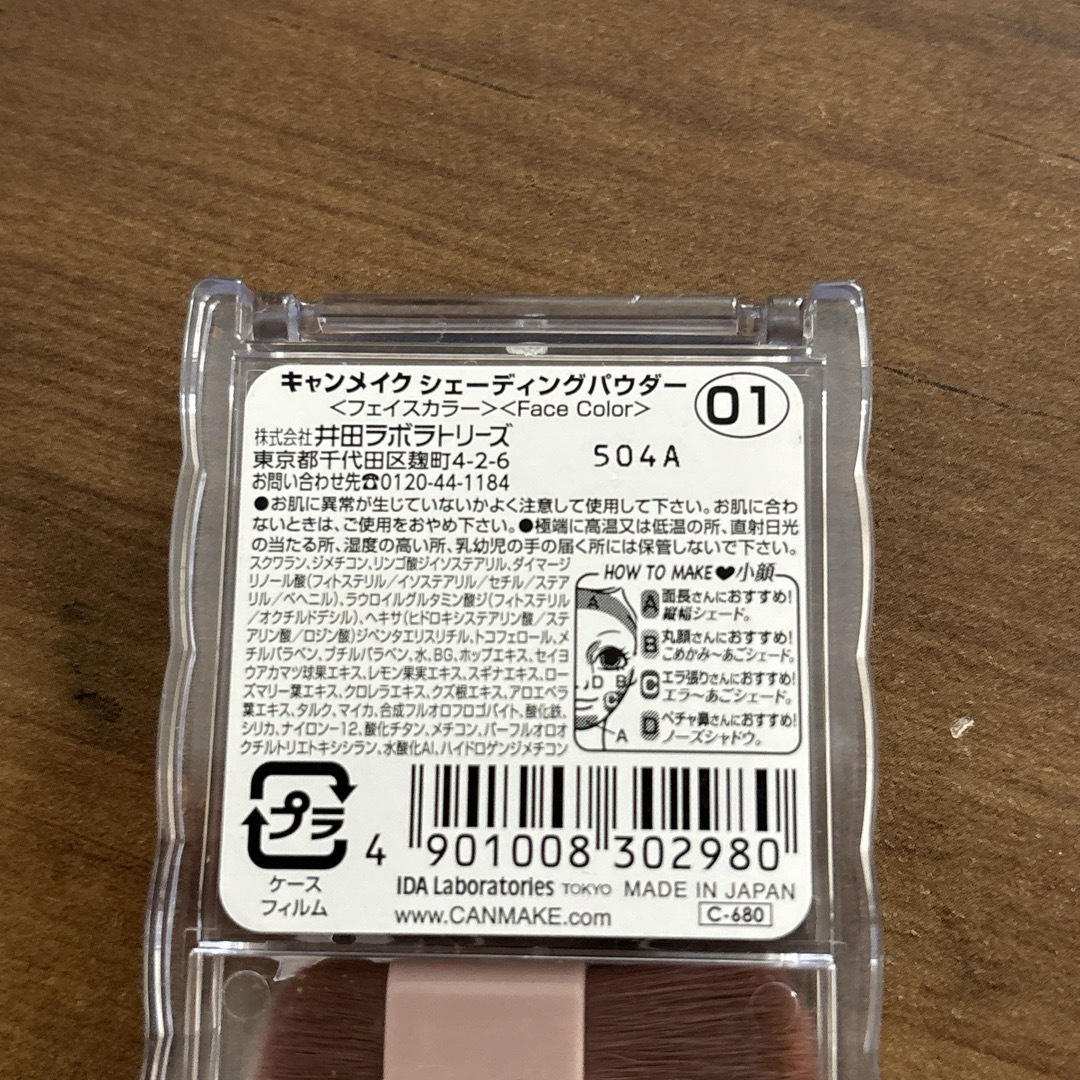 キャンメイク シェーディングパウダー
<フェイスカラー><Face Color>
01
株式会社 井田ラボラトリーズ
東京都千代田区麹町4-2-6
504A
お問い合わせ先☎0120-44-1184
●お肌に異常が生じていないかよく注意して使用して下さい。お肌に合わ
ないときは、ご使用をおやめ下さい。●極端に高温又は低温の所、直射日光
の当たる所、湿度の高い所、乳幼児の手の届く所には保管しないで下さい。
スクワラン、ジメチコン、リンゴ酸ジイソステアリル、ダイマージ
リノール酸(フィトステリル/イソステアリル/セチル/ステア
リル/ベヘニル)、ラウロイルグルタミン酸ジ(フィトステリル
/オクチルドデシル)、ヘキサ(ヒドロキシステアリン酸/ステ
アリン酸/ロジン酸)ジペンタエリスリチル、トコフェロール、メ
チルパラベン、ブチルパラベン、水、BG、ホップエキス、セイヨ
ウアカマツ球果エキス、レモン果実エキス、スギナエキス、ロー
ズマリー葉エキス、クロレラエキス、クズ根エキス、アロエベラ
葉エキス、タルク、マイカ、合成フルオロフロゴパイト、酸化鉄、
シリカ、ナイロン-12、酸化チタン、メチコン、パーフルオロオ
クチルトリエトキシシラン、水酸化Al、ハイドロゲンジメチコン
HOW TO MAKE♥小顔
A 面長さんにおすすめ!
縦幅シェード。
B 丸顔さんにおすすめ!
こめかみ〜あごシェード。
C エラ張りさんにおすすめ!
エラ〜あごシェード。
D ペチャ鼻さんにおすすめ!
ノーズシャドウ。
A
D B
C
A
プラ
ケース
フィルム
4 901008 302980
IDA Laboratories TOKYO MADE IN JAPAN
www.CANMAKE.com
C-680